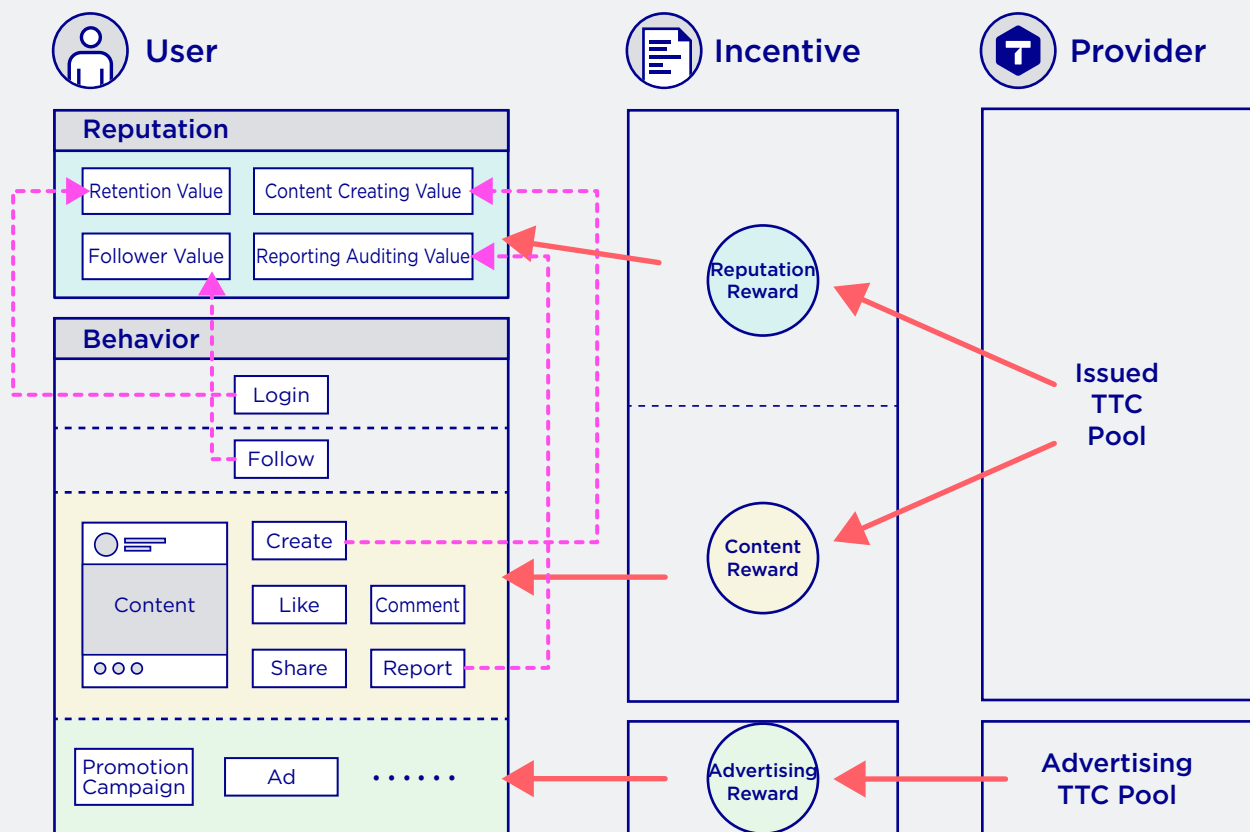 User
Incentive
Provider
Reputation
Retention Value
Content Creating Value
Follower Value
Reporting Auditing Value
Reputation
Reward
Behavior
Login
Follow
Issued
TTC
Pool
Create
Content
Like
Comment
Share
Report
Content
Reward
Promotion
Campaign
Ad
......
Advertising
Reward
Advertising
TTC Pool